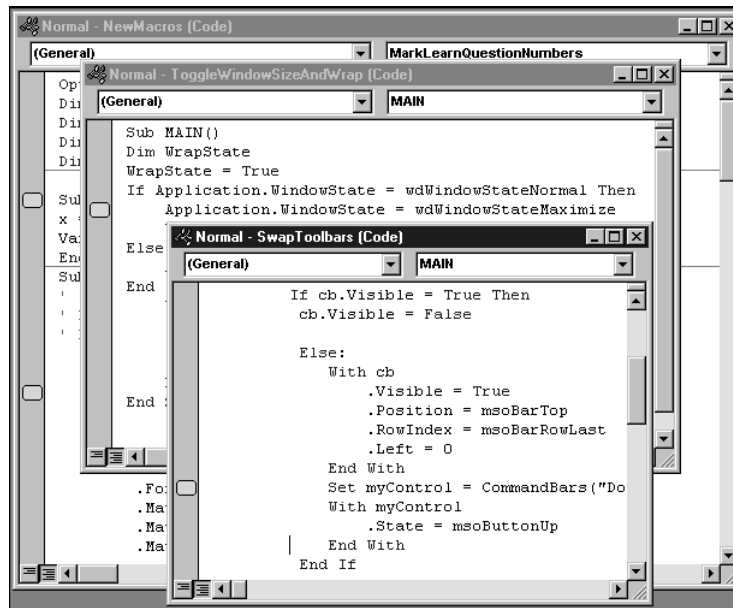 Normal - NewMacros (Code)
(General) MarkLearnQuestionNumbers
Normal - ToggleWindowSizeAndWrap (Code)
(General) MAIN
Sub MAIN()
Dim WrapState
WrapState = True
If Application.WindowState = wdWindowStateNormal Then
Application.WindowState = wdWindowStateMaximize
Else
End
End
Normal - SwapToolbars (Code)
(General) MAIN
If cb.Visible = True Then
cb.Visible = False
Else:
With cb
.Visible = True
.Position = msoBarTop
.RowIndex = msoBarRowLast
.Left = 0
End With
Set myControl = CommandBars("Do
With myControl
.State = msoButtonUp
End With
End If